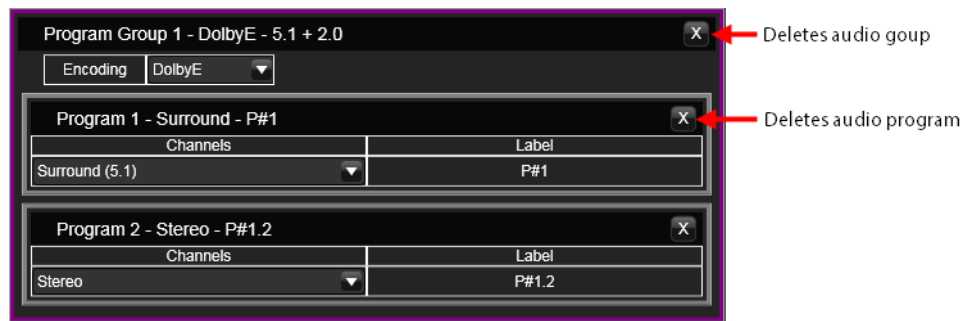 Program Group 1 - DolbyE - 5.1 + 2.0 X Deletes audio goup
Encoding DolbyE
Program 1 - Surround - P#1 X Deletes audio program
Channels Label
Surround (5.1) P#1
Program 2 - Stereo - P#1.2 X
Channels Label
Stereo P#1.2